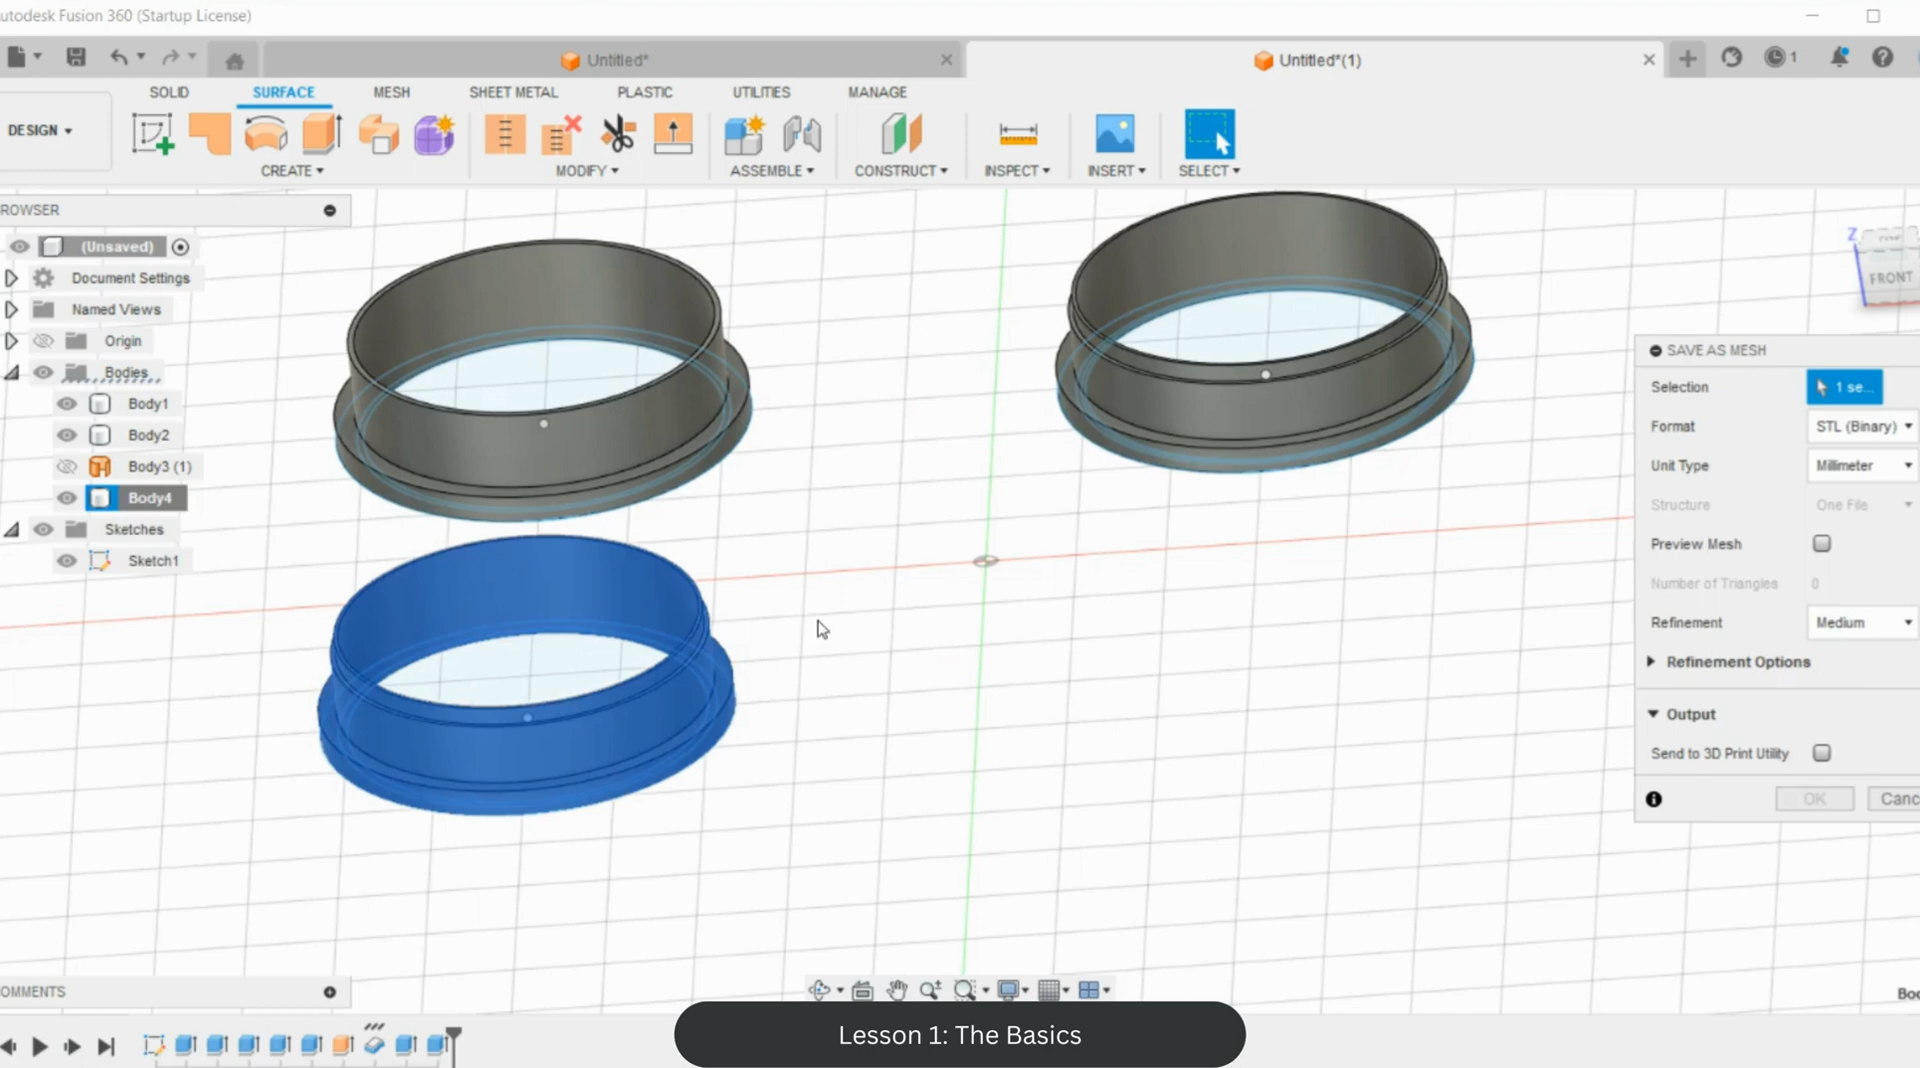 utodesk Fusion 360 (Startup License)
Untitled*
Untitled*(1)
1
SOLID
SURFACE
MESH
SHEET METAL
PLASTIC
UTILITIES
MANAGE
DESIGN
CREATE
MODIFY
ASSEMBLE
CONSTRUCT
INSPECT
INSERT
SELECT
ROWSER
(Unsaved)
Document Settings
Named Views
Origin
Bodies
Body1
Body2
Body3 (1)
Body4
Sketches
Sketch1
Z
FRONT
SAVE AS MESH
Selection
1 se...
Format
STL (Binary)
Unit Type
Millimeter
Structure
One File
Preview Mesh
Number of Triangles
0
Refinement
Medium
Refinement Options
Output
Send to 3D Print Utility
OK
Canc
OMMENTS
Boc
Lesson 1: The Basics